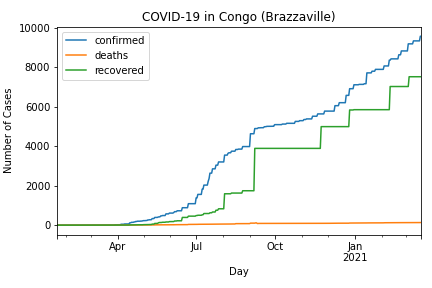 COVID-19 in Congo (Brazzaville)
10000
8000
6000
4000
2000
0
Number of Cases
confirmed
deaths
recovered
Apr
Jul
Oct
Jan
2021
Day